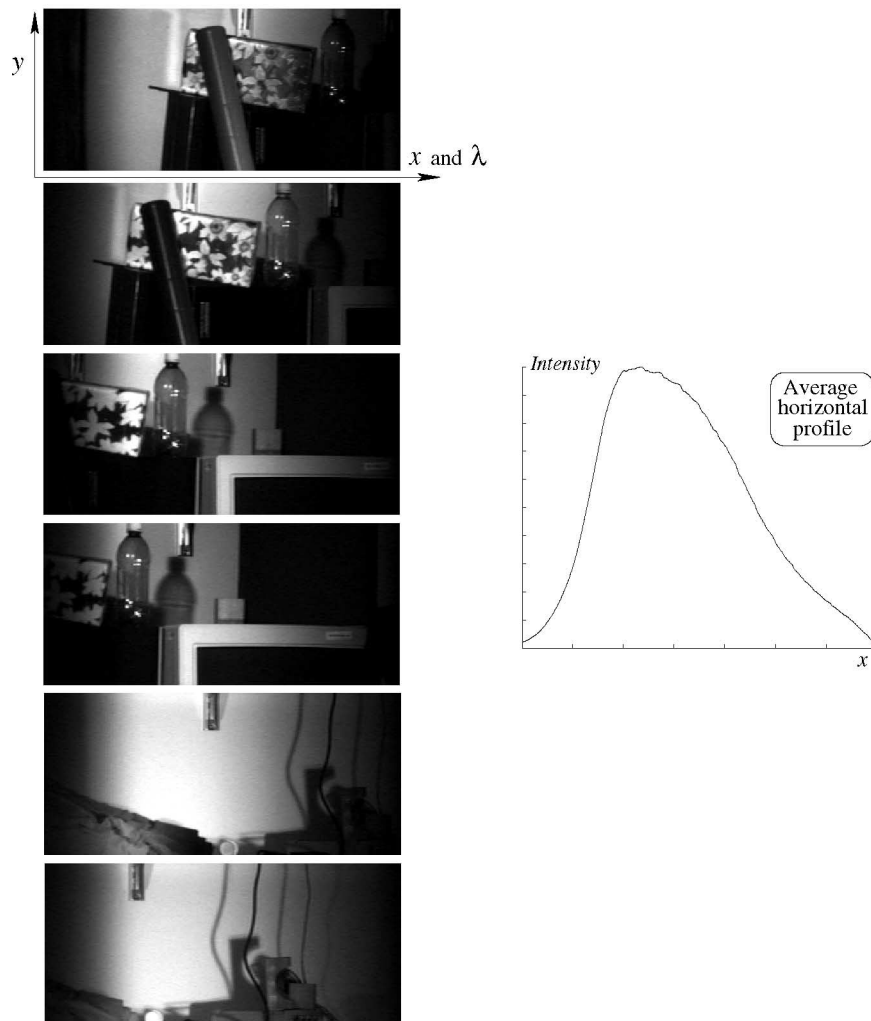 y
x and λ
Intensity
Average
horizontal
profile
x